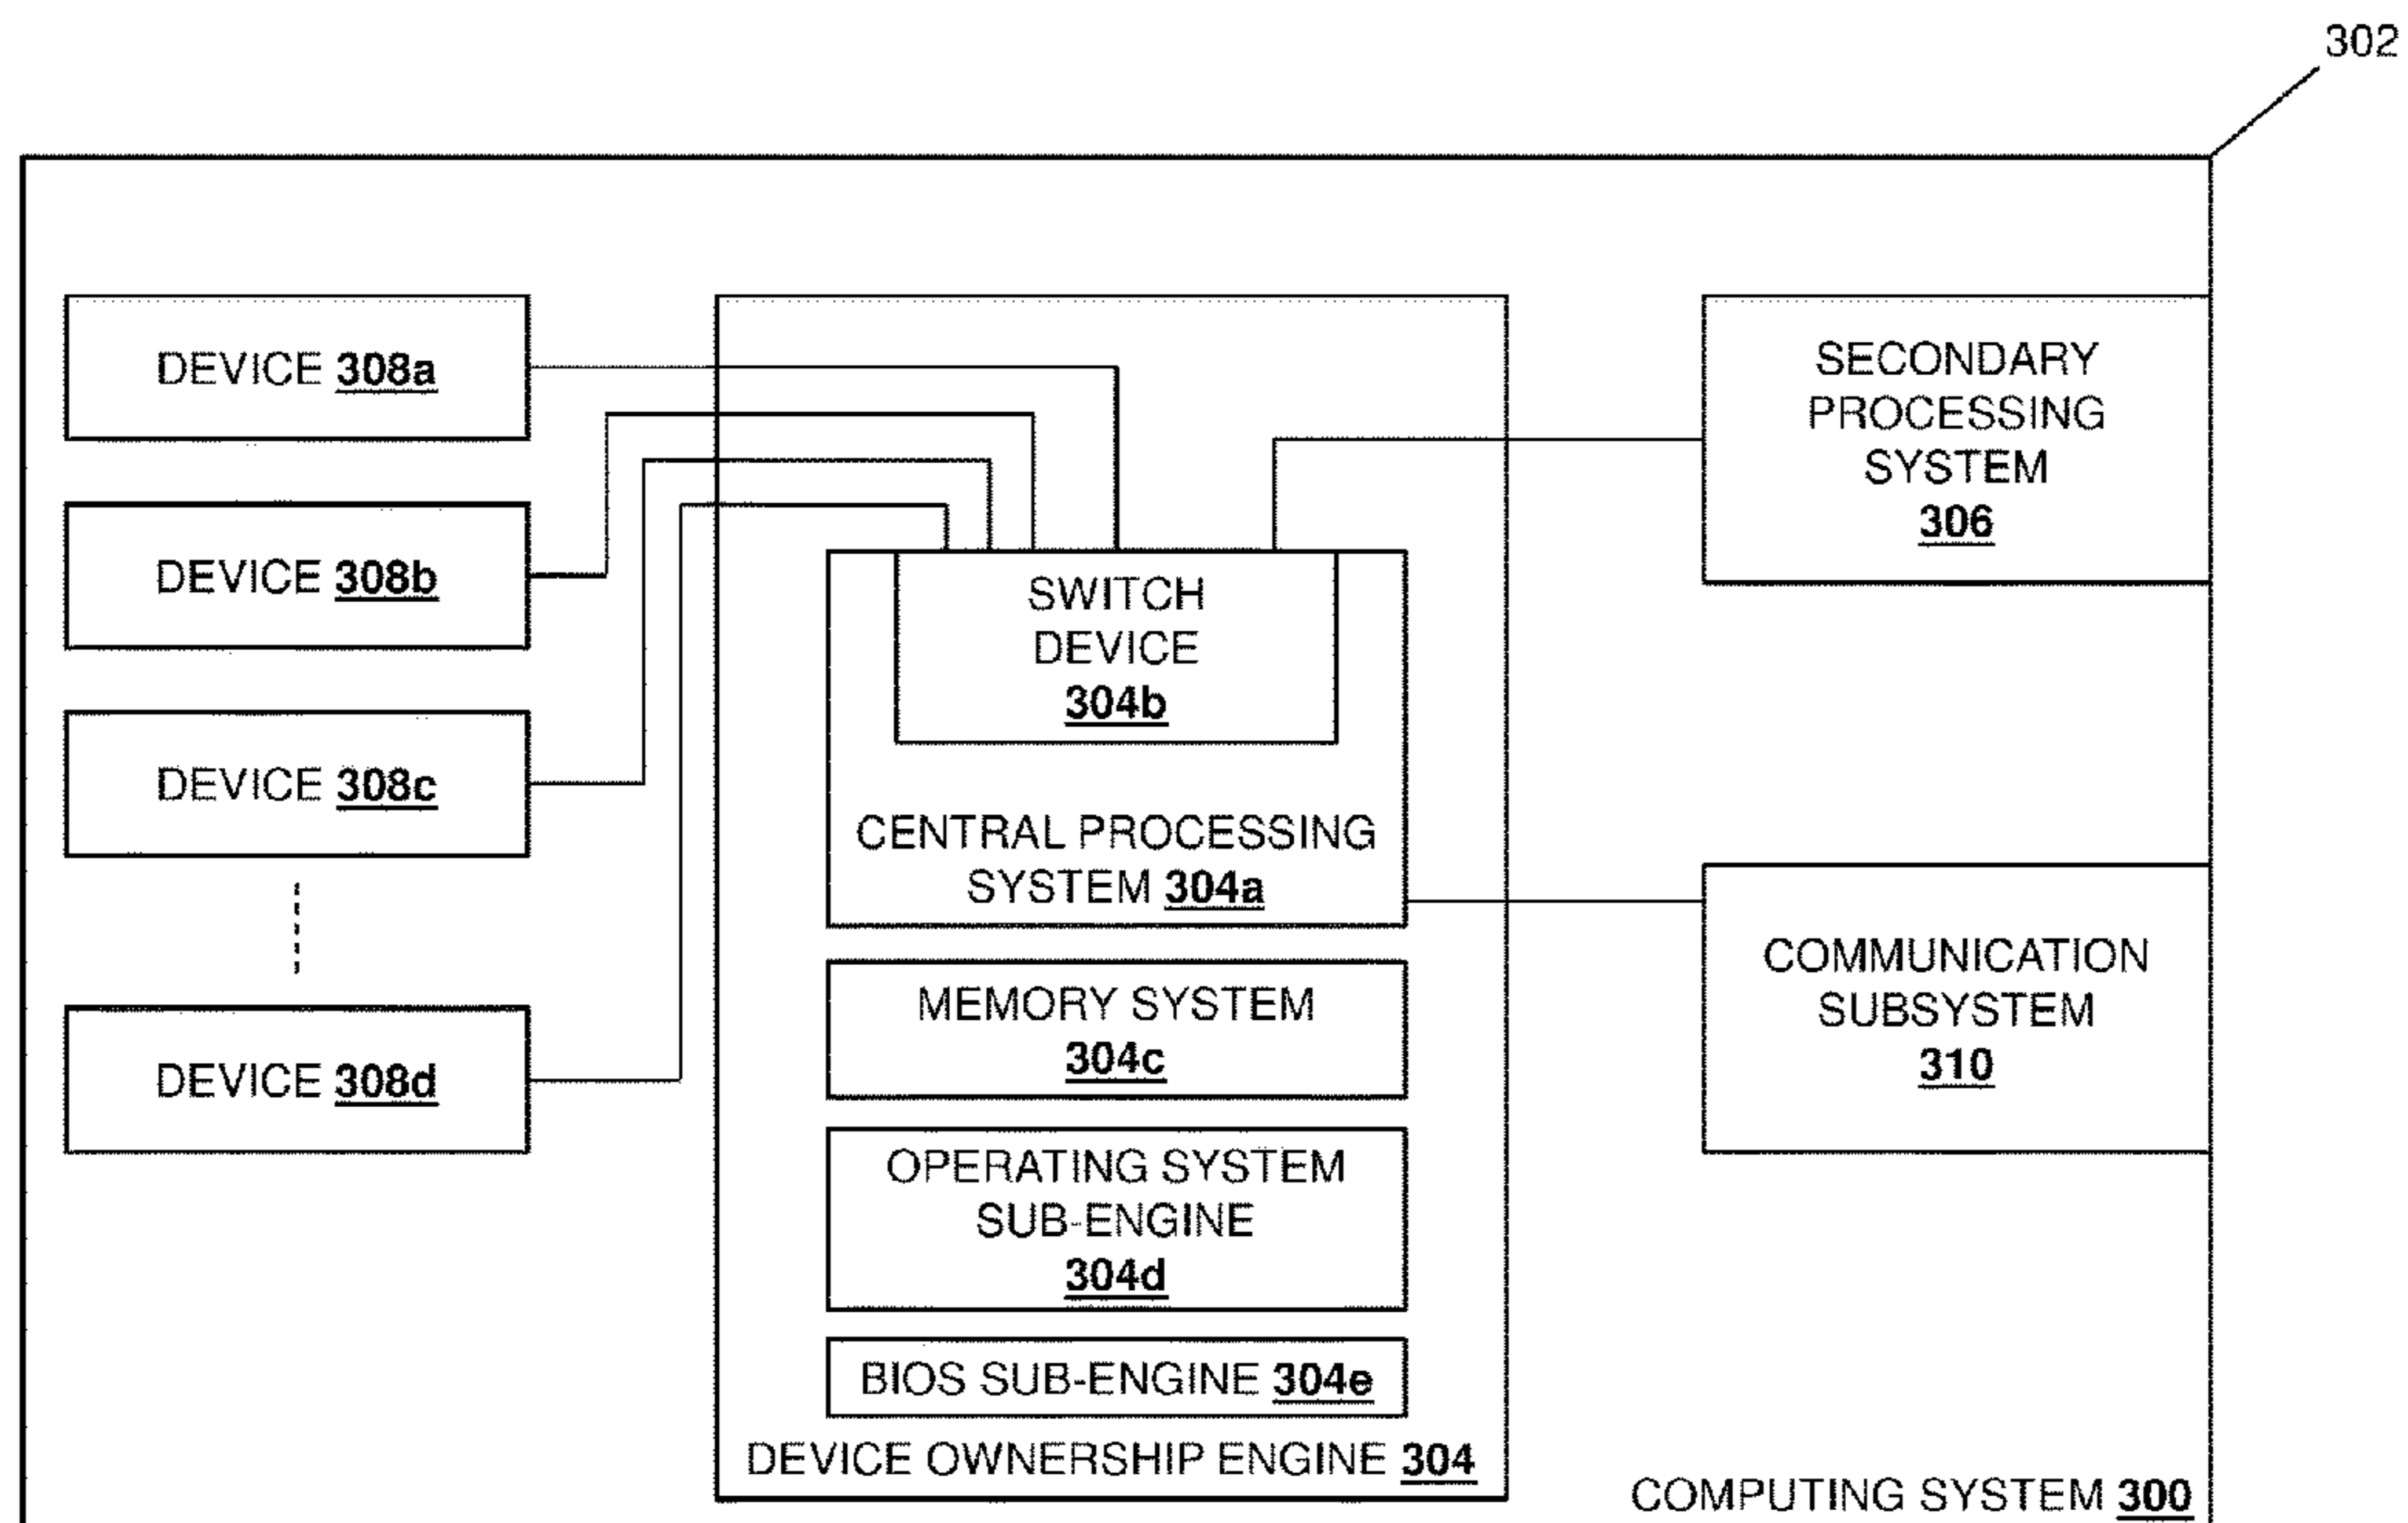 302
DEVICE 308a
DEVICE 308b
DEVICE 308c
DEVICE 308d
SWITCH
DEVICE
304b
CENTRAL PROCESSING
SYSTEM 304a
MEMORY SYSTEM
304c
OPERATING SYSTEM
SUB-ENGINE
304d
BIOS SUB-ENGINE 304e
DEVICE OWNERSHIP ENGINE 304
SECONDARY
PROCESSING
SYSTEM
306
COMMUNICATION
SUBSYSTEM
310
COMPUTING SYSTEM 300